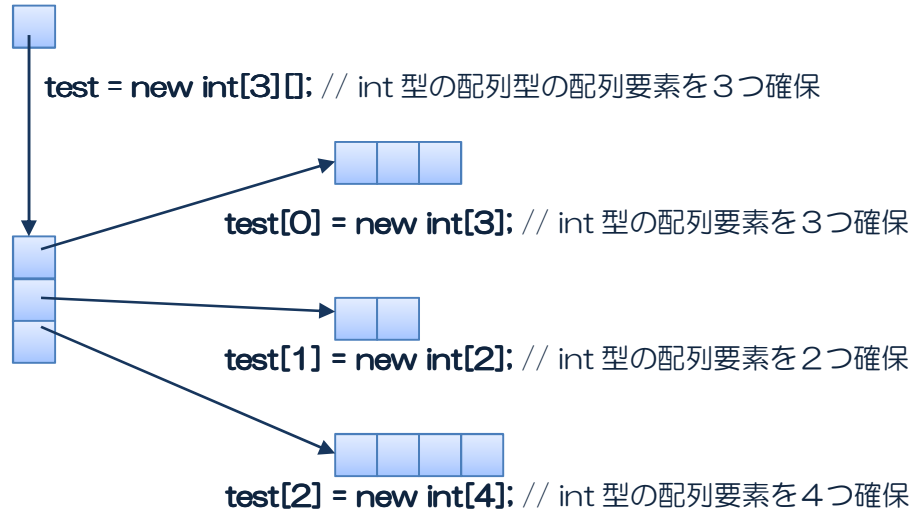 test = new int[3][]; // int 型の配列型の配列要素を３つ確保
test[0] = new int[3]; // int 型の配列要素を３つ確保
test[1] = new int[2]; // int 型の配列要素を２つ確保
test[2] = new int[4]; // int 型の配列要素を４つ確保